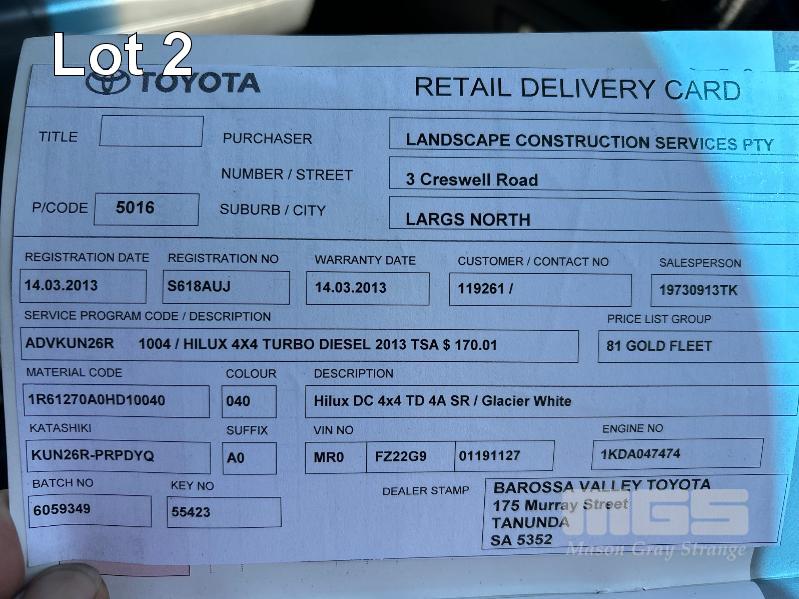 Lot 2
TOYOTA RETAIL DELIVERY CARD
TITLE PURCHASER LANDSCAPE CONSTRUCTION SERVICES PTY
NUMBER / STREET 3 Creswell Road
P/CODE 5016 SUBURB / CITY LARGS NORTH
REGISTRATION DATE REGISTRATION NO WARRANTY DATE CUSTOMER / CONTACT NO SALESPERSON
14.03.2013 S618AUJ 14.03.2013 119261 / 19730913TK
SERVICE PROGRAM CODE / DESCRIPTION PRICE LIST GROUP
ADVKUN26R 1004 / HILUX 4X4 TURBO DIESEL 2013 TSA $ 170.01 81 GOLD FLEET
MATERIAL CODE COLOUR DESCRIPTION
1R61270A0HD10040 040 Hilux DC 4x4 TD 4A SR / Glacier White
KATASHIKI SUFFIX VIN NO ENGINE NO
KUN26R-PRPDYQ A0 MR0 FZ22G9 01191127 1KDA047474
BATCH NO KEY NO DEALER STAMP BAROSSA VALLEY TOYOTA
6059349 55423 175 Murray Street
TANUNDA
SA 5352
MGS
Mason Gray Strange